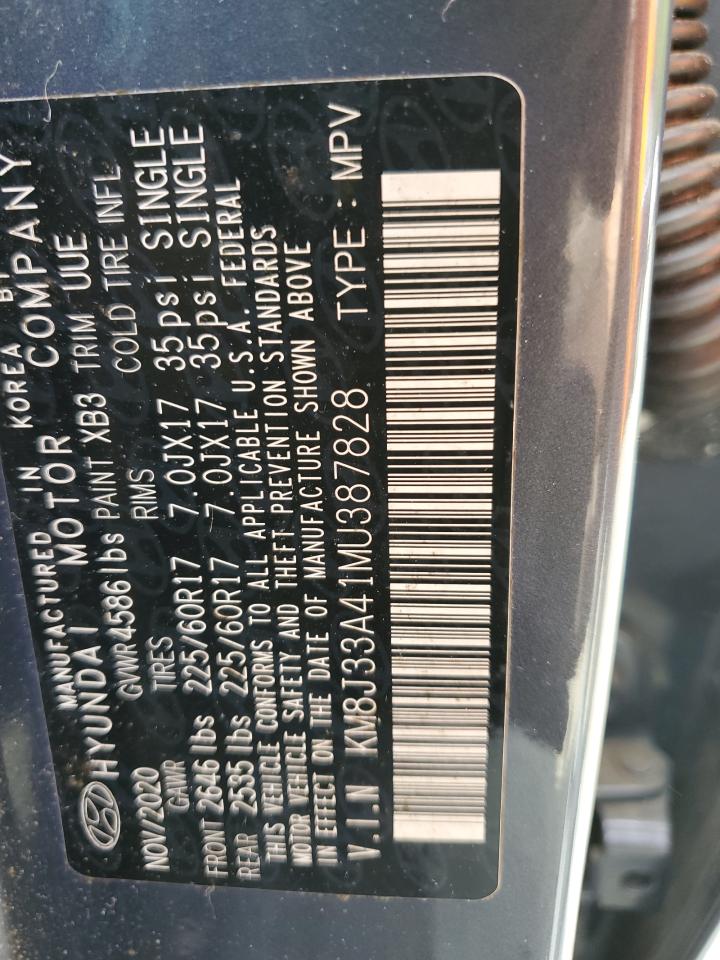 MANUFACTURED IN KOREA BY
HYUNDAI MOTOR COMPANY
NOV/2020 GVWR 4586 lbs PAINT XB3 TRIM UUE
GAWR TIRES RIMS COLD TIRE INFL
FRONT 2646 lbs 225/60R17 7.0JX17 35psi SINGLE
REAR 2535 lbs 225/60R17 7.0JX17 35psi SINGLE
THIS VEHICLE CONFORMS TO ALL APPLICABLE U.S.A. FEDERAL
MOTOR VEHICLE SAFETY AND THEFT PREVENTION STANDARDS
IN EFFECT ON THE DATE OF MANUFACTURE SHOWN ABOVE
V.I.N KM8J33A41MU387828 TYPE : MPV